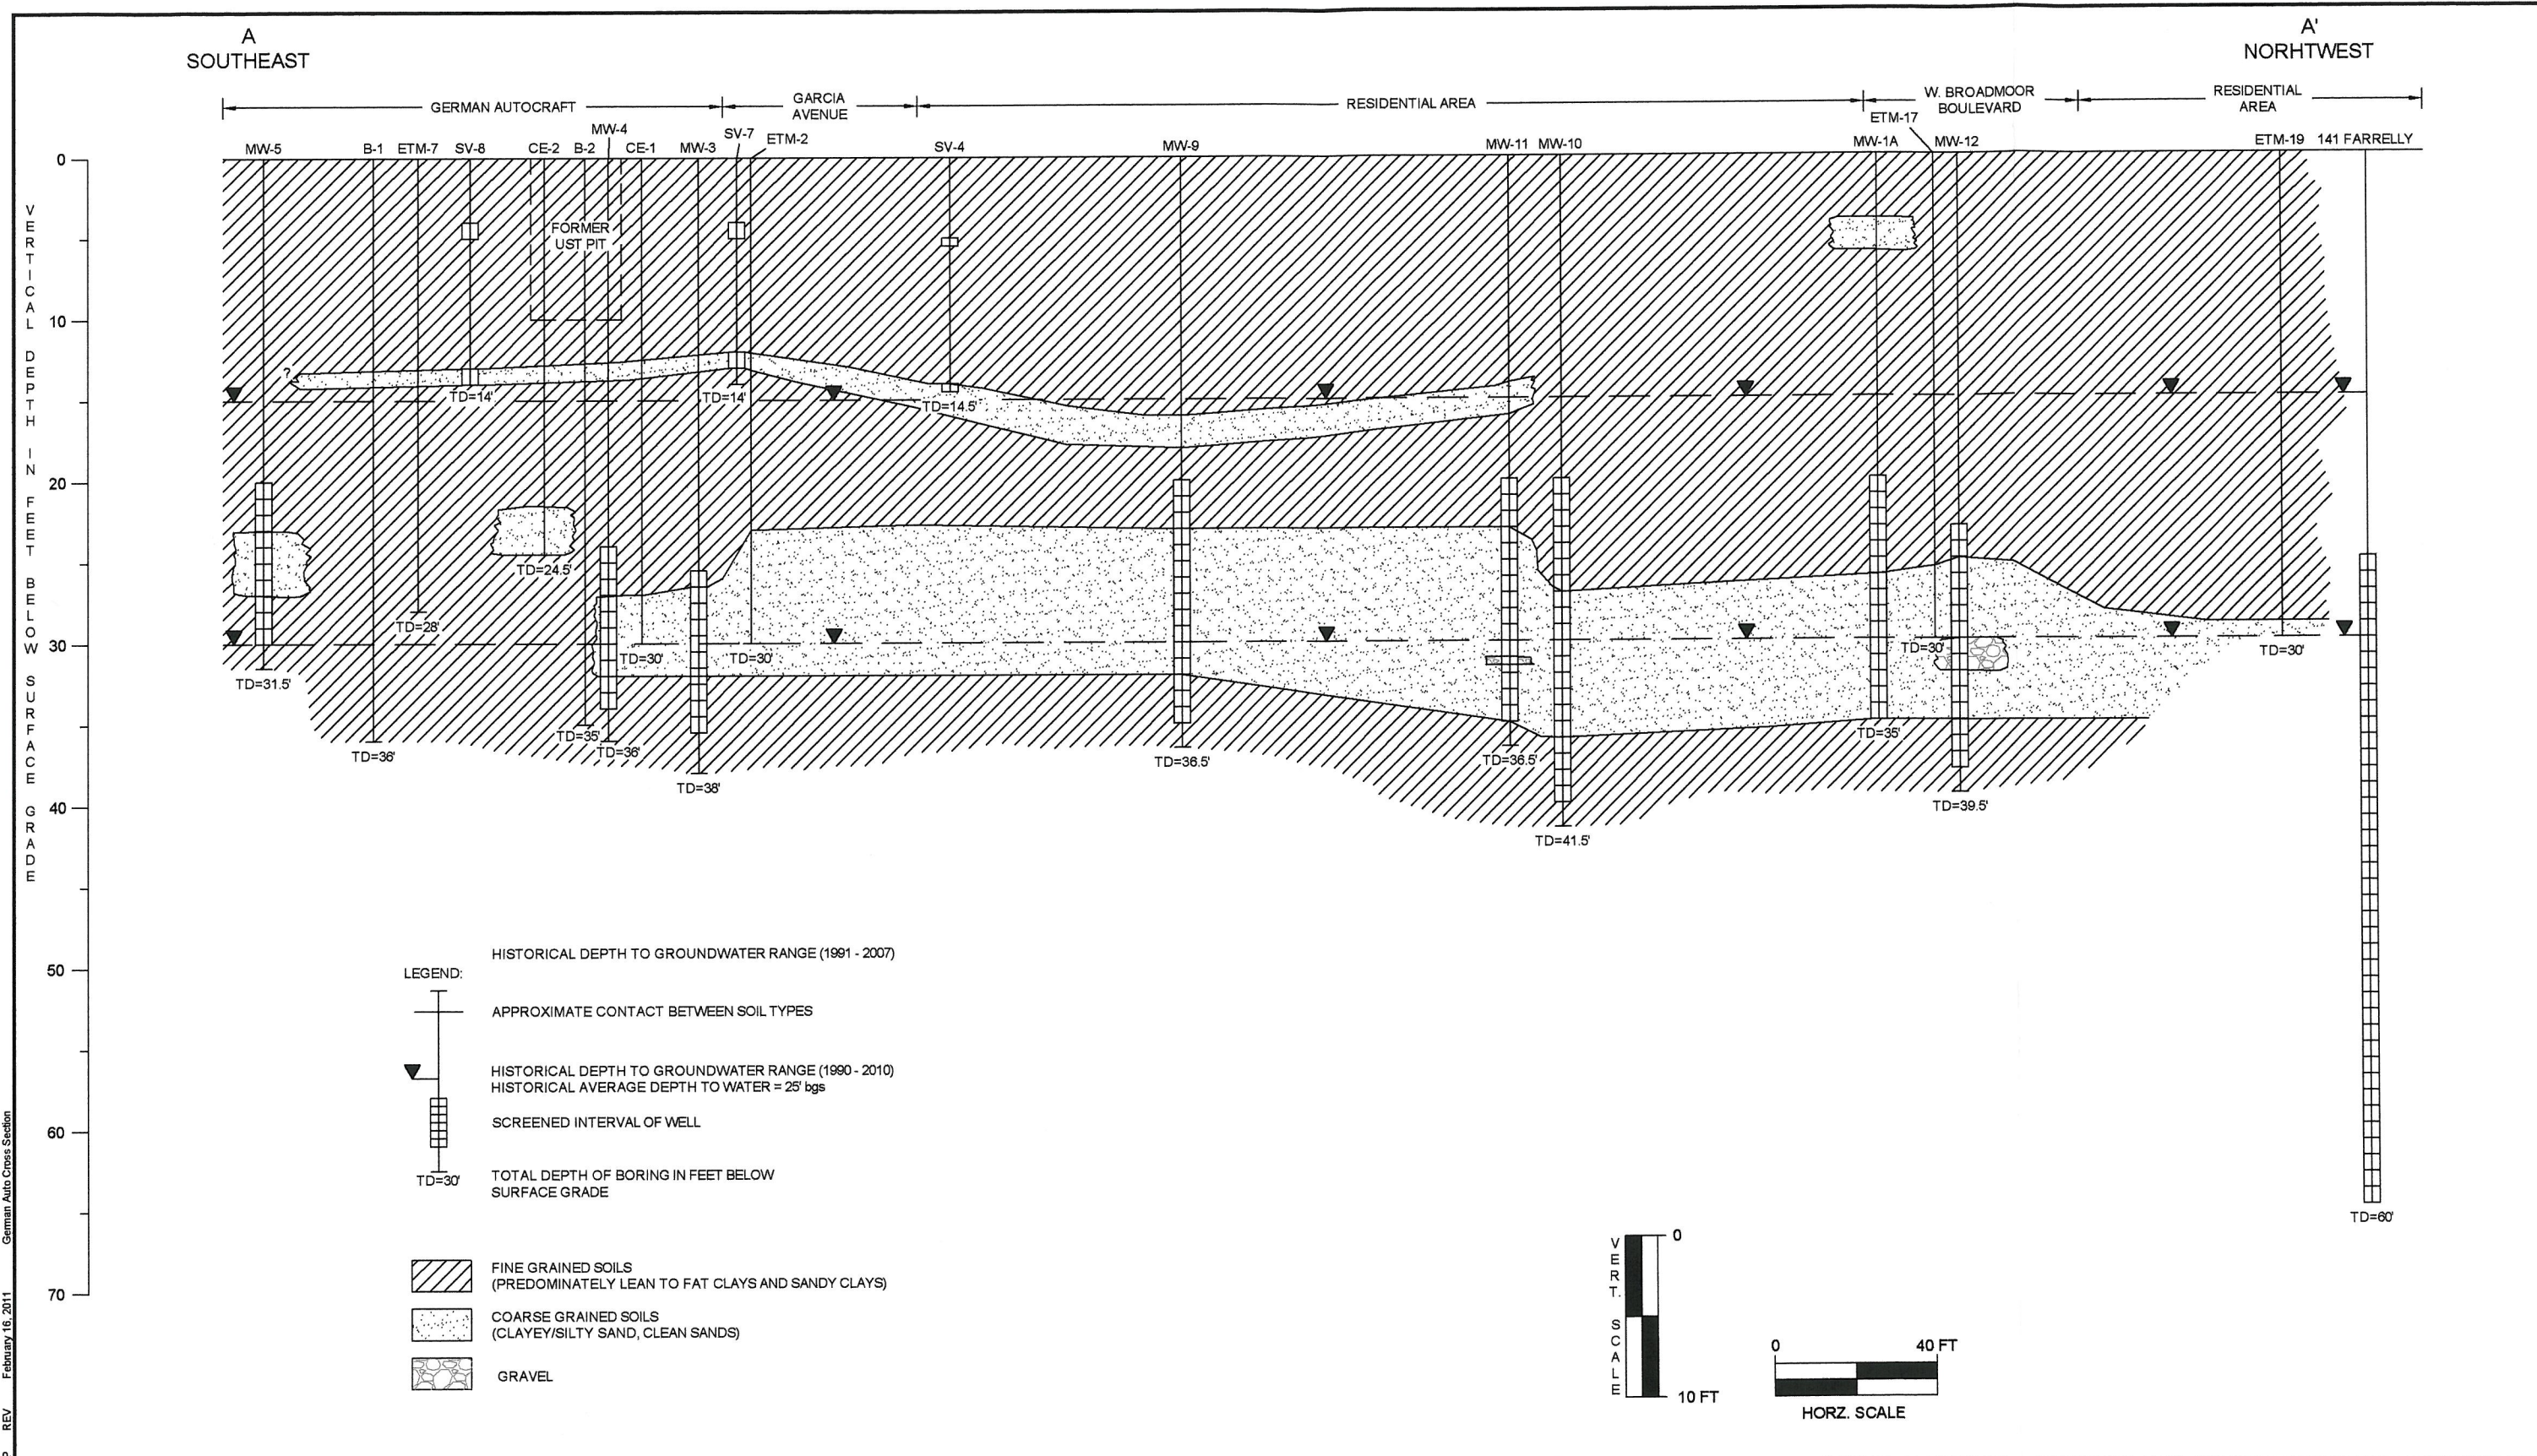 A
SOUTHEAST
A'
NORHTWEST
GERMAN AUTOCRAFT
GARCIA
AVENUE
RESIDENTIAL AREA
W. BROADMOOR
BOULEVARD
RESIDENTIAL
AREA
MW-5
B-1
ETM-7
SV-8
CE-2
B-2
MW-4
CE-1
MW-3
SV-7
ETM-2
SV-4
MW-9
MW-11
MW-10
MW-1A
ETM-17
MW-12
ETM-19
141 FARRELLY
VERTICAL DEPTH IN FEET BELOW SURFACE GRADE
0
10
20
30
40
50
60
70
FORMER
UST PIT
?
TD=14'
TD=14'
TD=14.5'
TD=24.5'
TD=28'
TD=30'
TD=30'
TD=30'
TD=30'
TD=31.5'
TD=36'
TD=35'
TD=36'
TD=38'
TD=36.5'
TD=36.5'
TD=41.5'
TD=35'
TD=39.5'
TD=60'
HISTORICAL DEPTH TO GROUNDWATER RANGE (1991 - 2007)
LEGEND:
APPROXIMATE CONTACT BETWEEN SOIL TYPES
HISTORICAL DEPTH TO GROUNDWATER RANGE (1990 - 2010)
HISTORICAL AVERAGE DEPTH TO WATER = 25' bgs
SCREENED INTERVAL OF WELL
TD=30'
TOTAL DEPTH OF BORING IN FEET BELOW
SURFACE GRADE
FINE GRAINED SOILS
(PREDOMINATELY LEAN TO FAT CLAYS AND SANDY CLAYS)
COARSE GRAINED SOILS
(CLAYEY/SILTY SAND, CLEAN SANDS)
GRAVEL
VERT. SCALE
0
10 FT
0
40 FT
HORZ. SCALE
REV
February 16, 2011
German Auto Cross Section